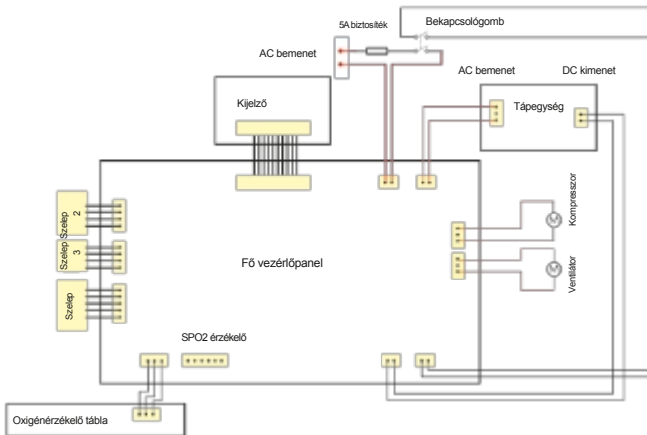 5A biztosíték
Bekapcsológomb
AC bemenet
AC bemenet
DC kimenet
Kijelző
Tápegység
Szelep
2
Szelep
3
Szelep
Kompresszor
Ventilátor
Fő vezérlőpanel
SPO2 érzékelő
Oxigénérzékelő tábla
M
M